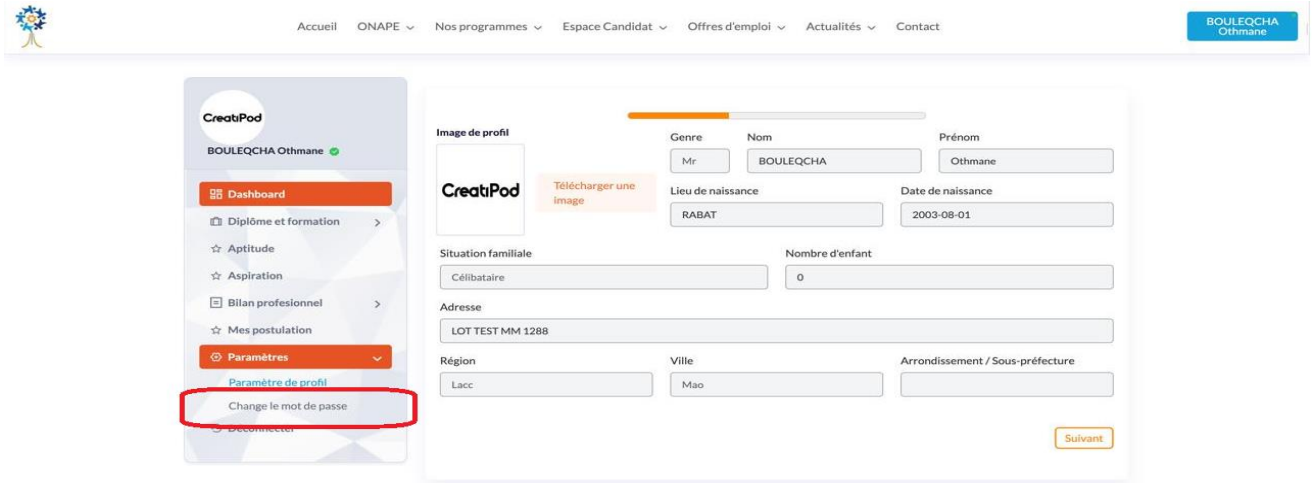 Accueil ONAPE Nos programmes Espace Candidat Offres d'emploi Actualités Contact
BOULEQCHA
Othmane
CreatiPod
BOULEQCHA Othmane
Dashboard
Diplôme et formation
Aptitude
Aspiration
Bilan profesionnel
Mes postulation
Paramètres
Paramètre de profil
Change le mot de passe
Déconnecter
Image de profil
CreatiPod
Télécharger une
image
Genre Nom Prénom
Mr BOULEQCHA Othmane
Lieu de naissance Date de naissance
RABAT 2003-08-01
Situation familiale Nombre d'enfant
Célibataire 0
Adresse
LOT TEST MM 1288
Région Ville Arrondissement / Sous-préfecture
Lacc Mao
Suivant